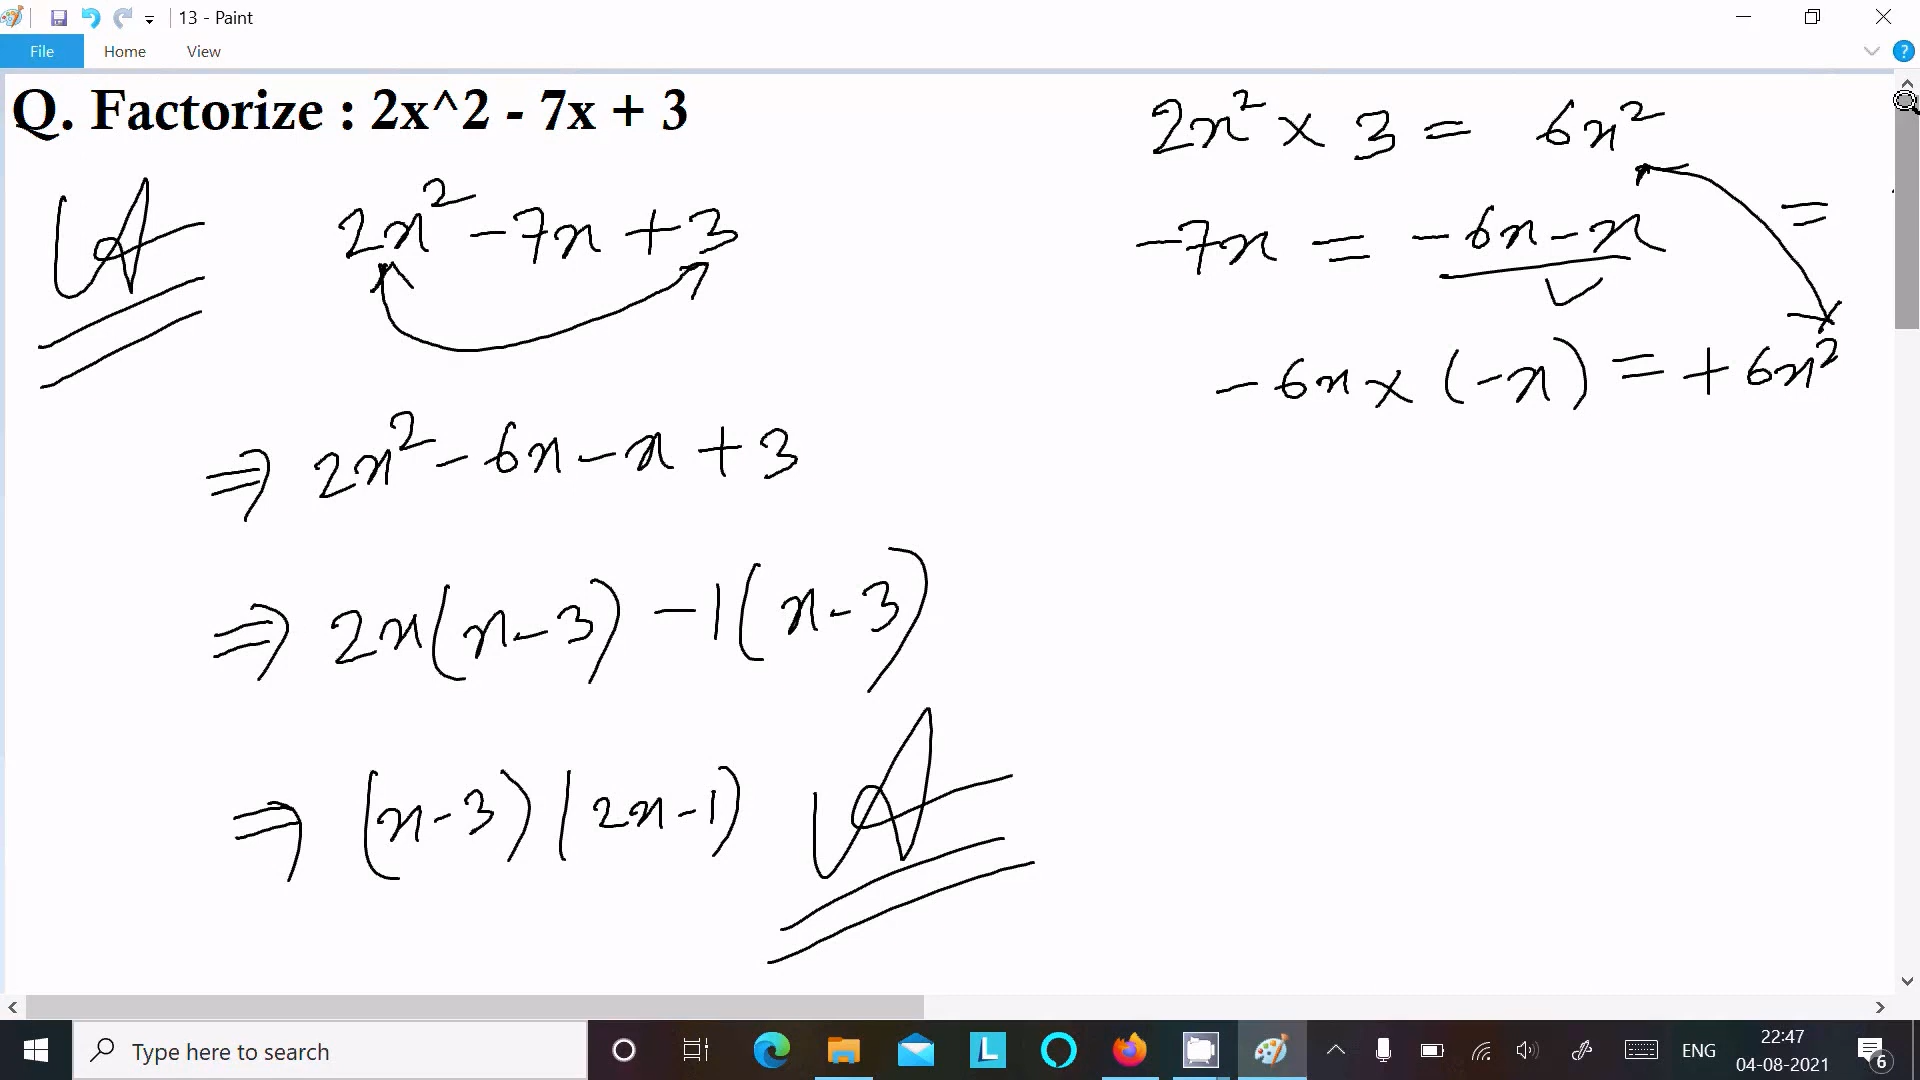 13 - Paint
File Home View
Q. Factorize : 2x^2 - 7x + 3
2x² - 7x + 3
⇒ 2x² - 6x - x + 3
⇒ 2x(x-3) -1(x-3)
⇒ (x-3)(2x-1)
2x² × 3 = 6x²
-7x = -6x - x =
-6x × (-x) = +6x²
Type here to search
L
ENG
22:47
04-08-2021
6